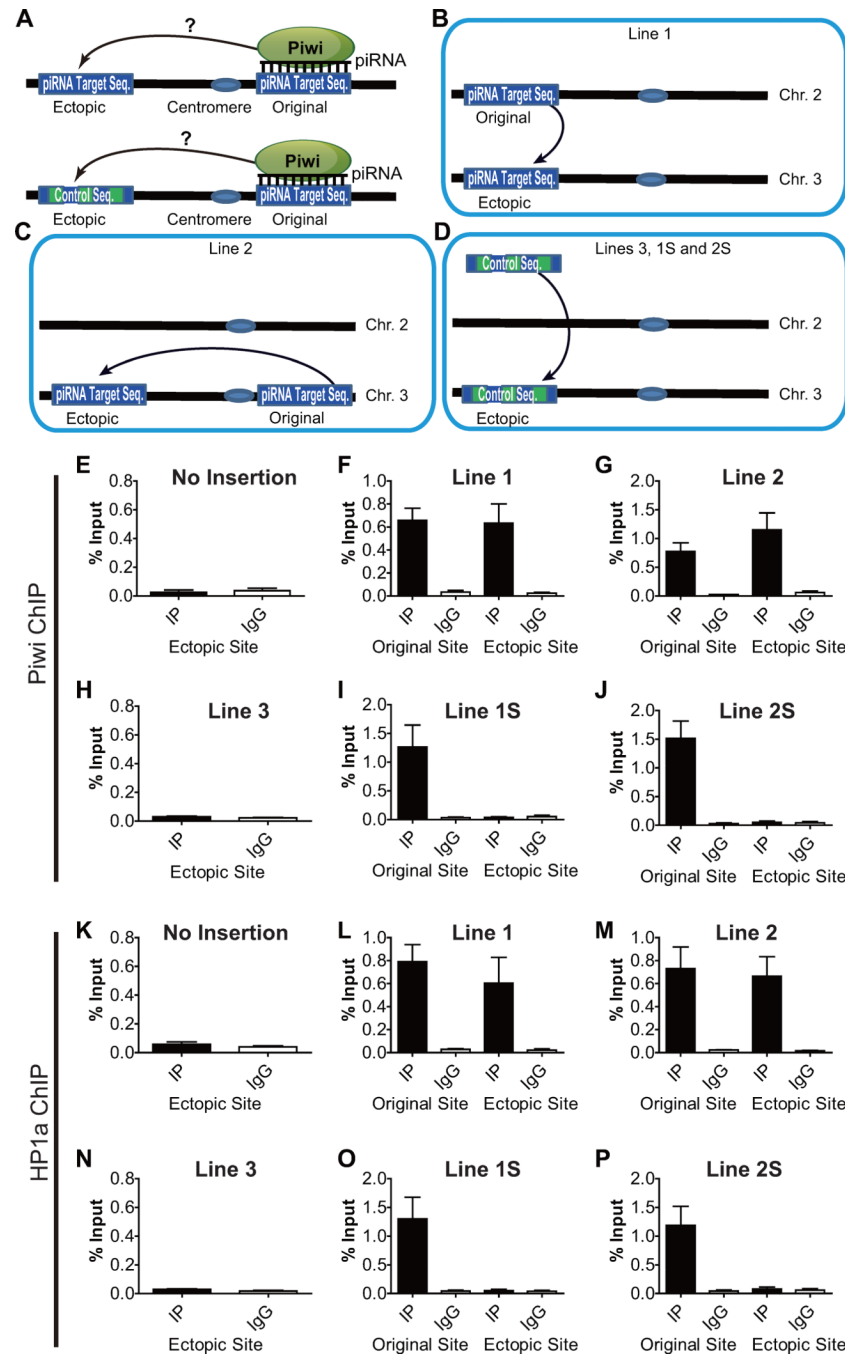 A
?
Piwi
piRNA
piRNA Target Seq.
piRNA Target Seq.
Ectopic
Centromere
Original
?
Piwi
piRNA
Control Seq.
piRNA Target Seq.
Ectopic
Centromere
Original
B
Line 1
piRNA Target Seq.
Chr. 2
Original
piRNA Target Seq.
Chr. 3
Ectopic
C
Line 2
Chr. 2
piRNA Target Seq.
piRNA Target Seq.
Chr. 3
Ectopic
Original
D
Lines 3, 1S and 2S
Control Seq.
Chr. 2
Control Seq.
Chr. 3
Ectopic
Piwi ChIP
E
No Insertion
% Input
0.8
0.6
0.4
0.2
0.0
IP
IgG
Ectopic Site
F
Line 1
% Input
1.0
0.8
0.6
0.4
0.2
0.0
IP
IgG
IP
IgG
Original Site
Ectopic Site
G
Line 2
% Input
2.0
1.5
1.0
0.5
0.0
IP
IgG
IP
IgG
Original Site
Ectopic Site
H
Line 3
% Input
0.8
0.6
0.4
0.2
0.0
IP
IgG
Ectopic Site
I
Line 1S
% Input
2.0
1.5
1.0
0.5
0.0
IP
IgG
IP
IgG
Original Site
Ectopic Site
J
Line 2S
% Input
2.0
1.5
1.0
0.5
0.0
IP
IgG
IP
IgG
Original Site
Ectopic Site
HP1a ChIP
K
No Insertion
% Input
0.8
0.6
0.4
0.2
0.0
IP
IgG
Ectopic Site
L
Line 1
% Input
1.0
0.8
0.6
0.4
0.2
0.0
IP
IgG
IP
IgG
Original Site
Ectopic Site
M
Line 2
% Input
1.0
0.8
0.6
0.4
0.2
0.0
IP
IgG
IP
IgG
Original Site
Ectopic Site
N
Line 3
% Input
0.8
0.6
0.4
0.2
0.0
IP
IgG
Ectopic Site
O
Line 1S
% Input
2.0
1.5
1.0
0.5
0.0
IP
IgG
IP
IgG
Original Site
Ectopic Site
P
Line 2S
% Input
2.0
1.5
1.0
0.5
0.0
IP
IgG
IP
IgG
Original Site
Ectopic Site